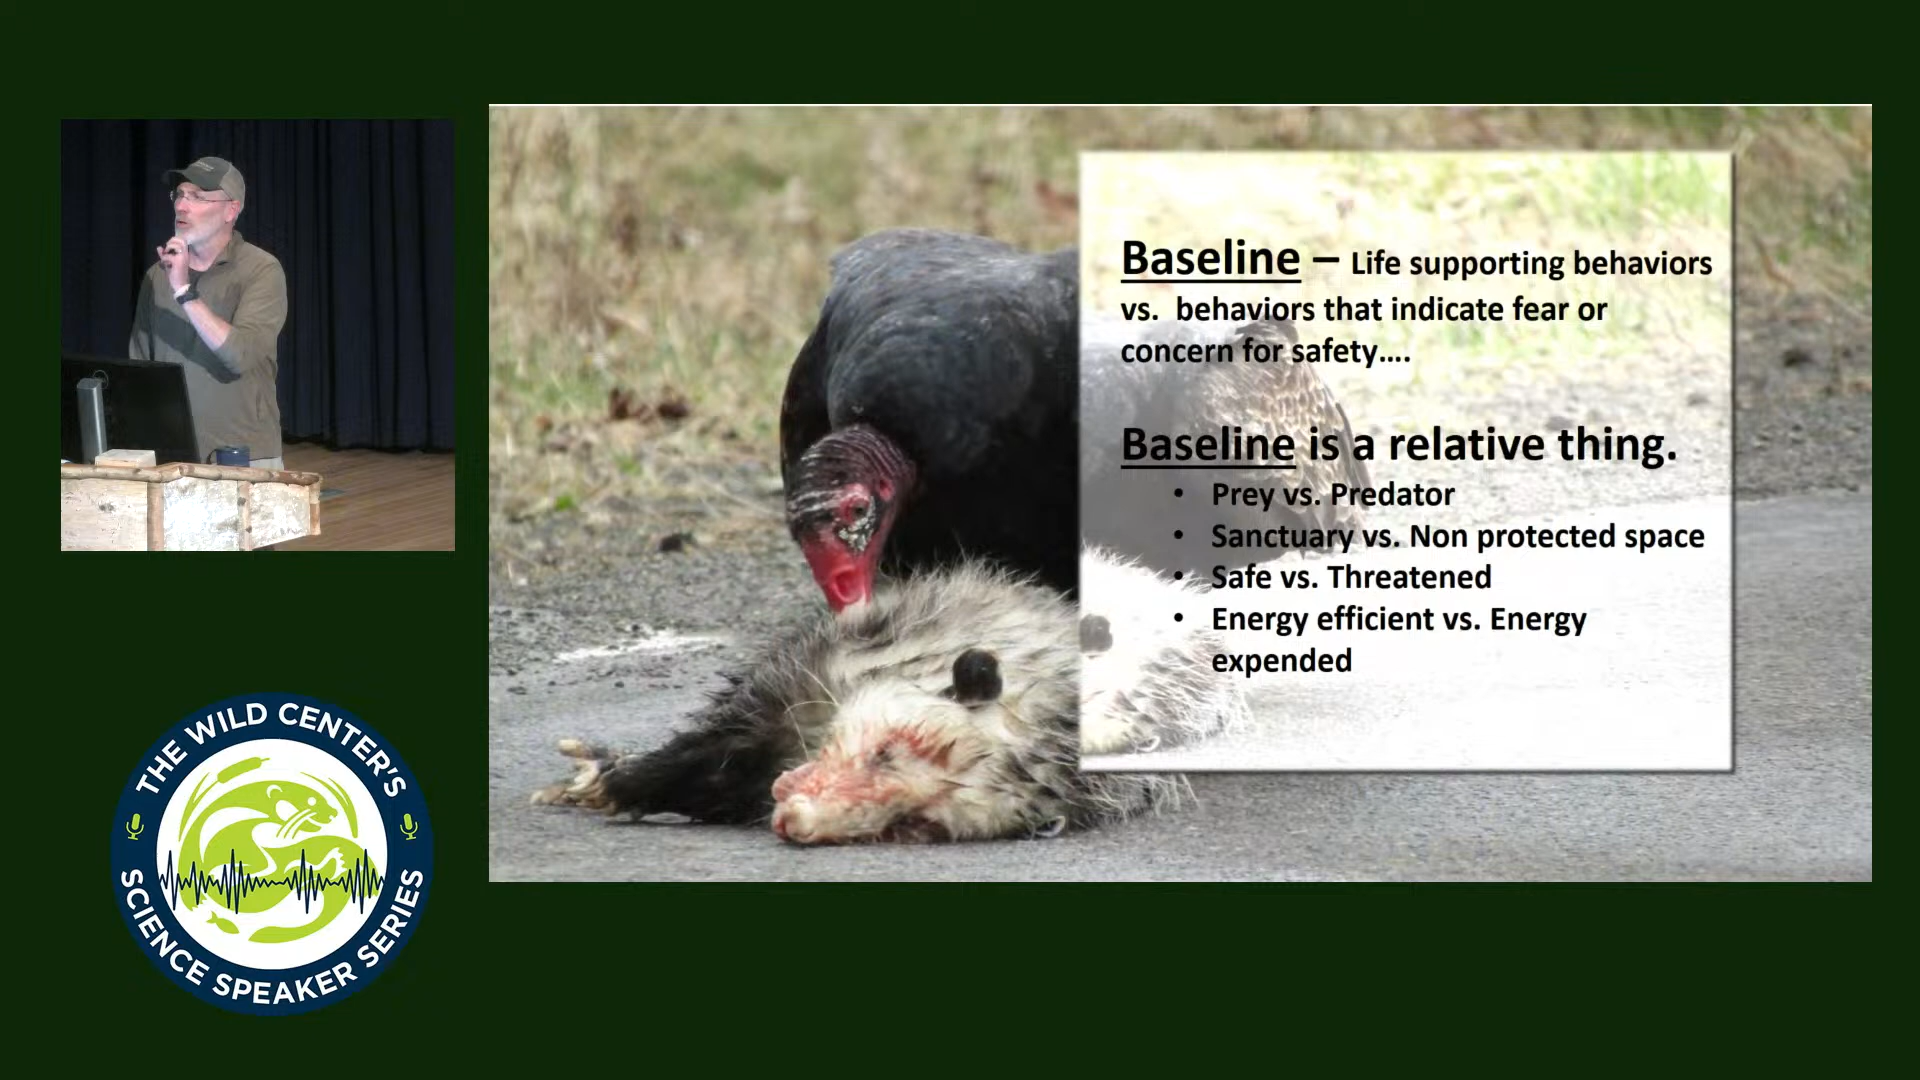 Baseline – Life supporting behaviors
vs. behaviors that indicate fear or
concern for safety....
Baseline is a relative thing.
• Prey vs. Predator
• Sanctuary vs. Non protected space
• Safe vs. Threatened
• Energy efficient vs. Energy
expended
THE WILD CENTER'S
SCIENCE SPEAKER SERIES